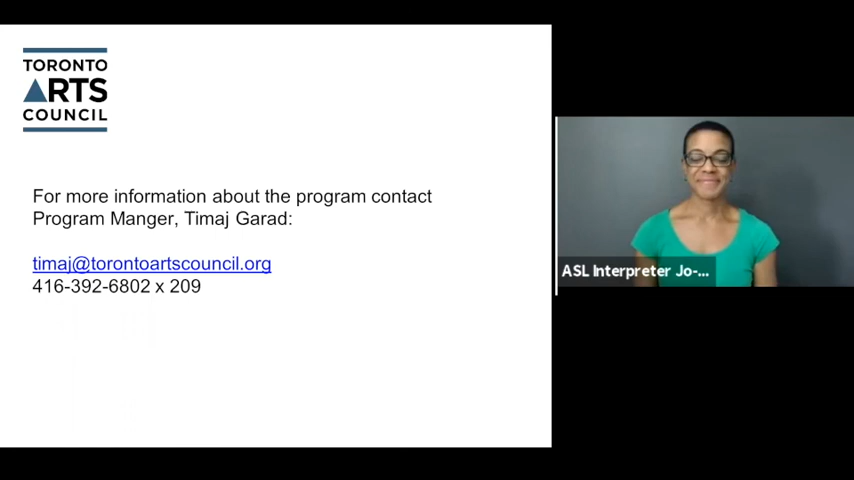 TORONTO
ARTS
COUNCIL
For more information about the program contact
Program Manger, Timaj Garad:
timaj@torontoartscouncil.org
416-392-6802 x 209
ASL Interpreter Jo-...